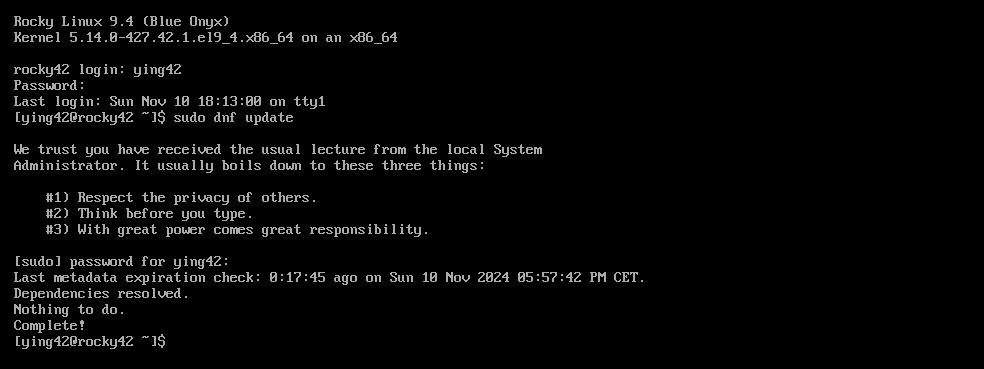 Rocky Linux 9.4 (Blue Onyx)
Kernel 5.14.0-427.42.1.el9_4.x86_64 on an x86_64
rocky42 login: ying42
Password:
Last login: Sun Nov 10 18:13:00 on tty1
[ying42@rocky42 ~]$ sudo dnf update
We trust you have received the usual lecture from the local System
Administrator. It usually boils down to these three things:
#1) Respect the privacy of others.
#2) Think before you type.
#3) With great power comes great responsibility.
[sudo] password for ying42:
Last metadata expiration check: 0:17:45 ago on Sun 10 Nov 2024 05:57:42 PM CET.
Dependencies resolved.
Nothing to do.
Complete!
[ying42@rocky42 ~]$